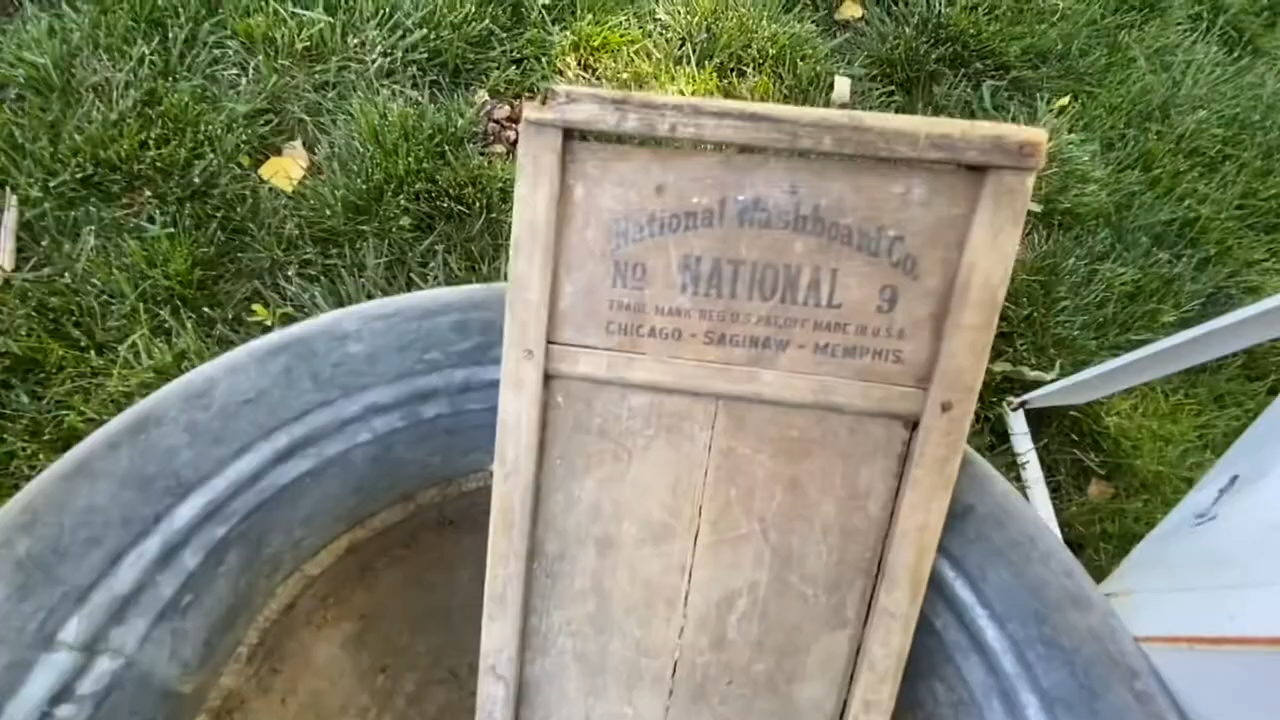 National Washboard Co.
No NATIONAL 9
TRADE MARK REG U.S. PAT. OFF MADE IN U.S.A.
CHICAGO - SAGINAW - MEMPHIS.